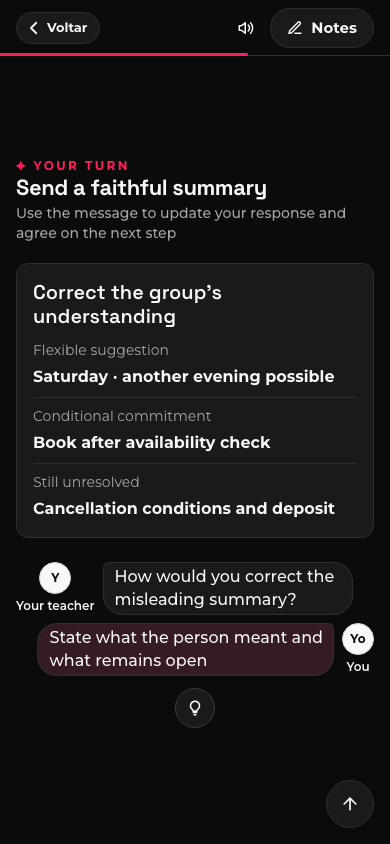 Voltar
Notes
YOUR TURN
Send a faithful summary
Use the message to update your response and
agree on the next step
Correct the group's
understanding
Flexible suggestion
Saturday · another evening possible
Conditional commitment
Book after availability check
Still unresolved
Cancellation conditions and deposit
Y
Your teacher
How would you correct the
misleading summary?
State what the person meant and
what remains open
Yo
You